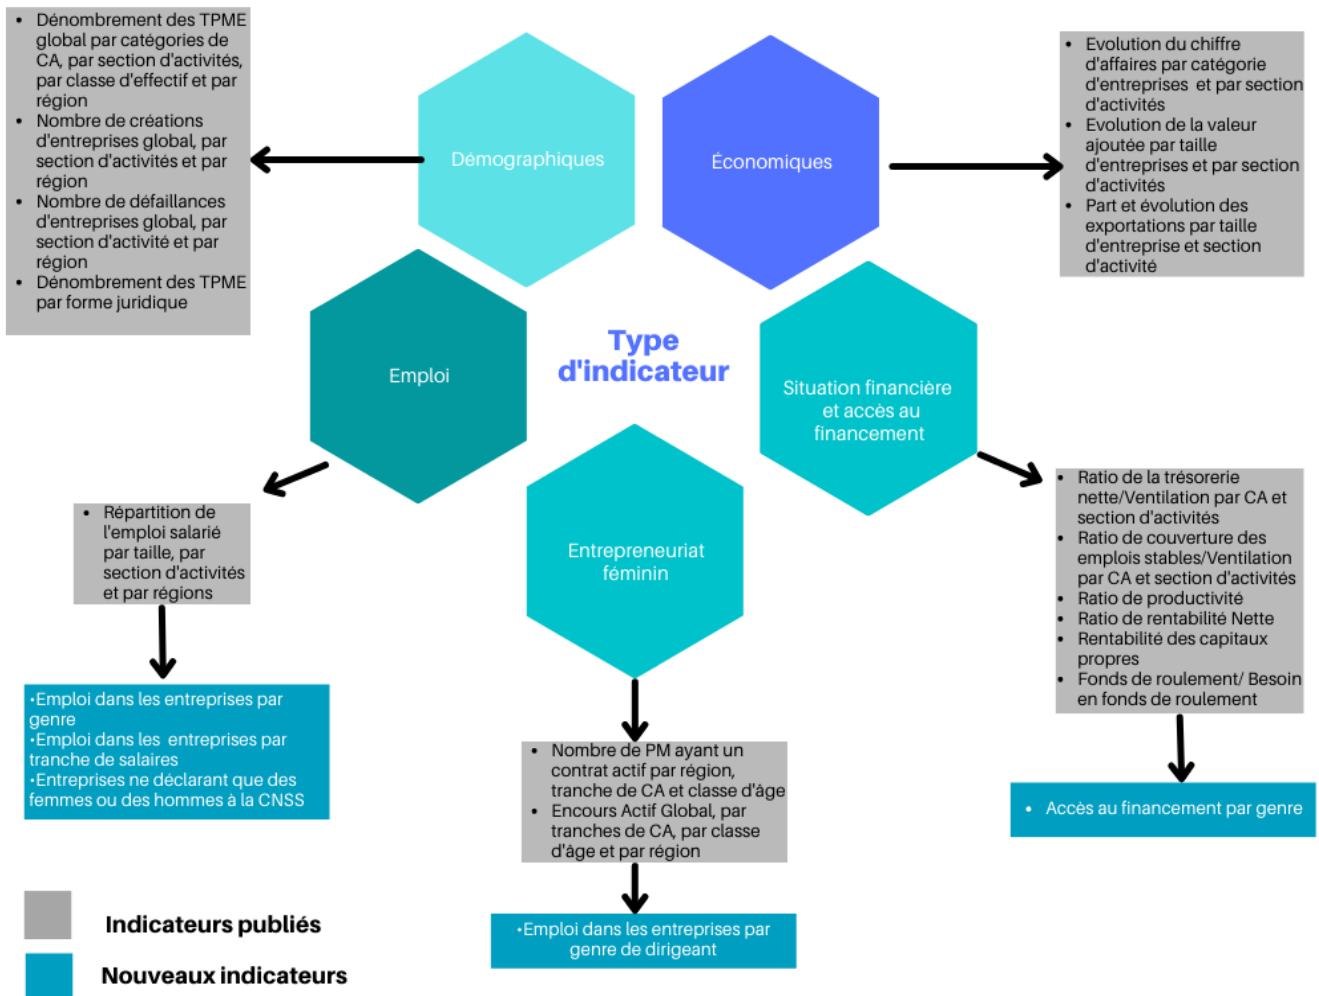 • Dénombrement des TPME
global par catégories de
CA, par section d'activités,
par classe d'effectif et par
région
• Nombre de créations
d'entreprises global, par
section d'activités et par
région
• Nombre de défaillances
d'entreprises global, par
section d'activité et par
région
• Dénombrement des TPME
par forme juridique
Démographiques
Économiques
• Evolution du chiffre
d'affaires par catégorie
d'entreprises et par section
d'activités
• Evolution de la valeur
ajoutée par taille
d'entreprises et par section
d'activités
• Part et évolution des
exportations par taille
d'entreprise et section
d'activité
Type
d'indicateur
Emploi
Situation financière
et accès au
financement
Entrepreneuriat
féminin
• Répartition de
l'emploi salarié
par taille, par
section d'activités
et par régions
• Ratio de la trésorerie
nette/Ventilation par CA et
section d'activités
• Ratio de couverture des
emplois stables/Ventilation
par CA et section d'activités
• Ratio de productivité
• Ratio de rentabilité Nette
• Rentabilité des capitaux
propres
• Fonds de roulement/ Besoin
en fonds de roulement
•Emploi dans les entreprises par
genre
•Emploi dans les entreprises par
tranche de salaires
•Entreprises ne déclarant que des
femmes ou des hommes à la CNSS
• Nombre de PM ayant un
contrat actif par région,
tranche de CA et classe d'âge
• Encours Actif Global, par
tranches de CA, par classe
d'âge et par région
• Accès au financement par genre
•Emploi dans les entreprises par
genre de dirigeant
Indicateurs publiés
Nouveaux indicateurs